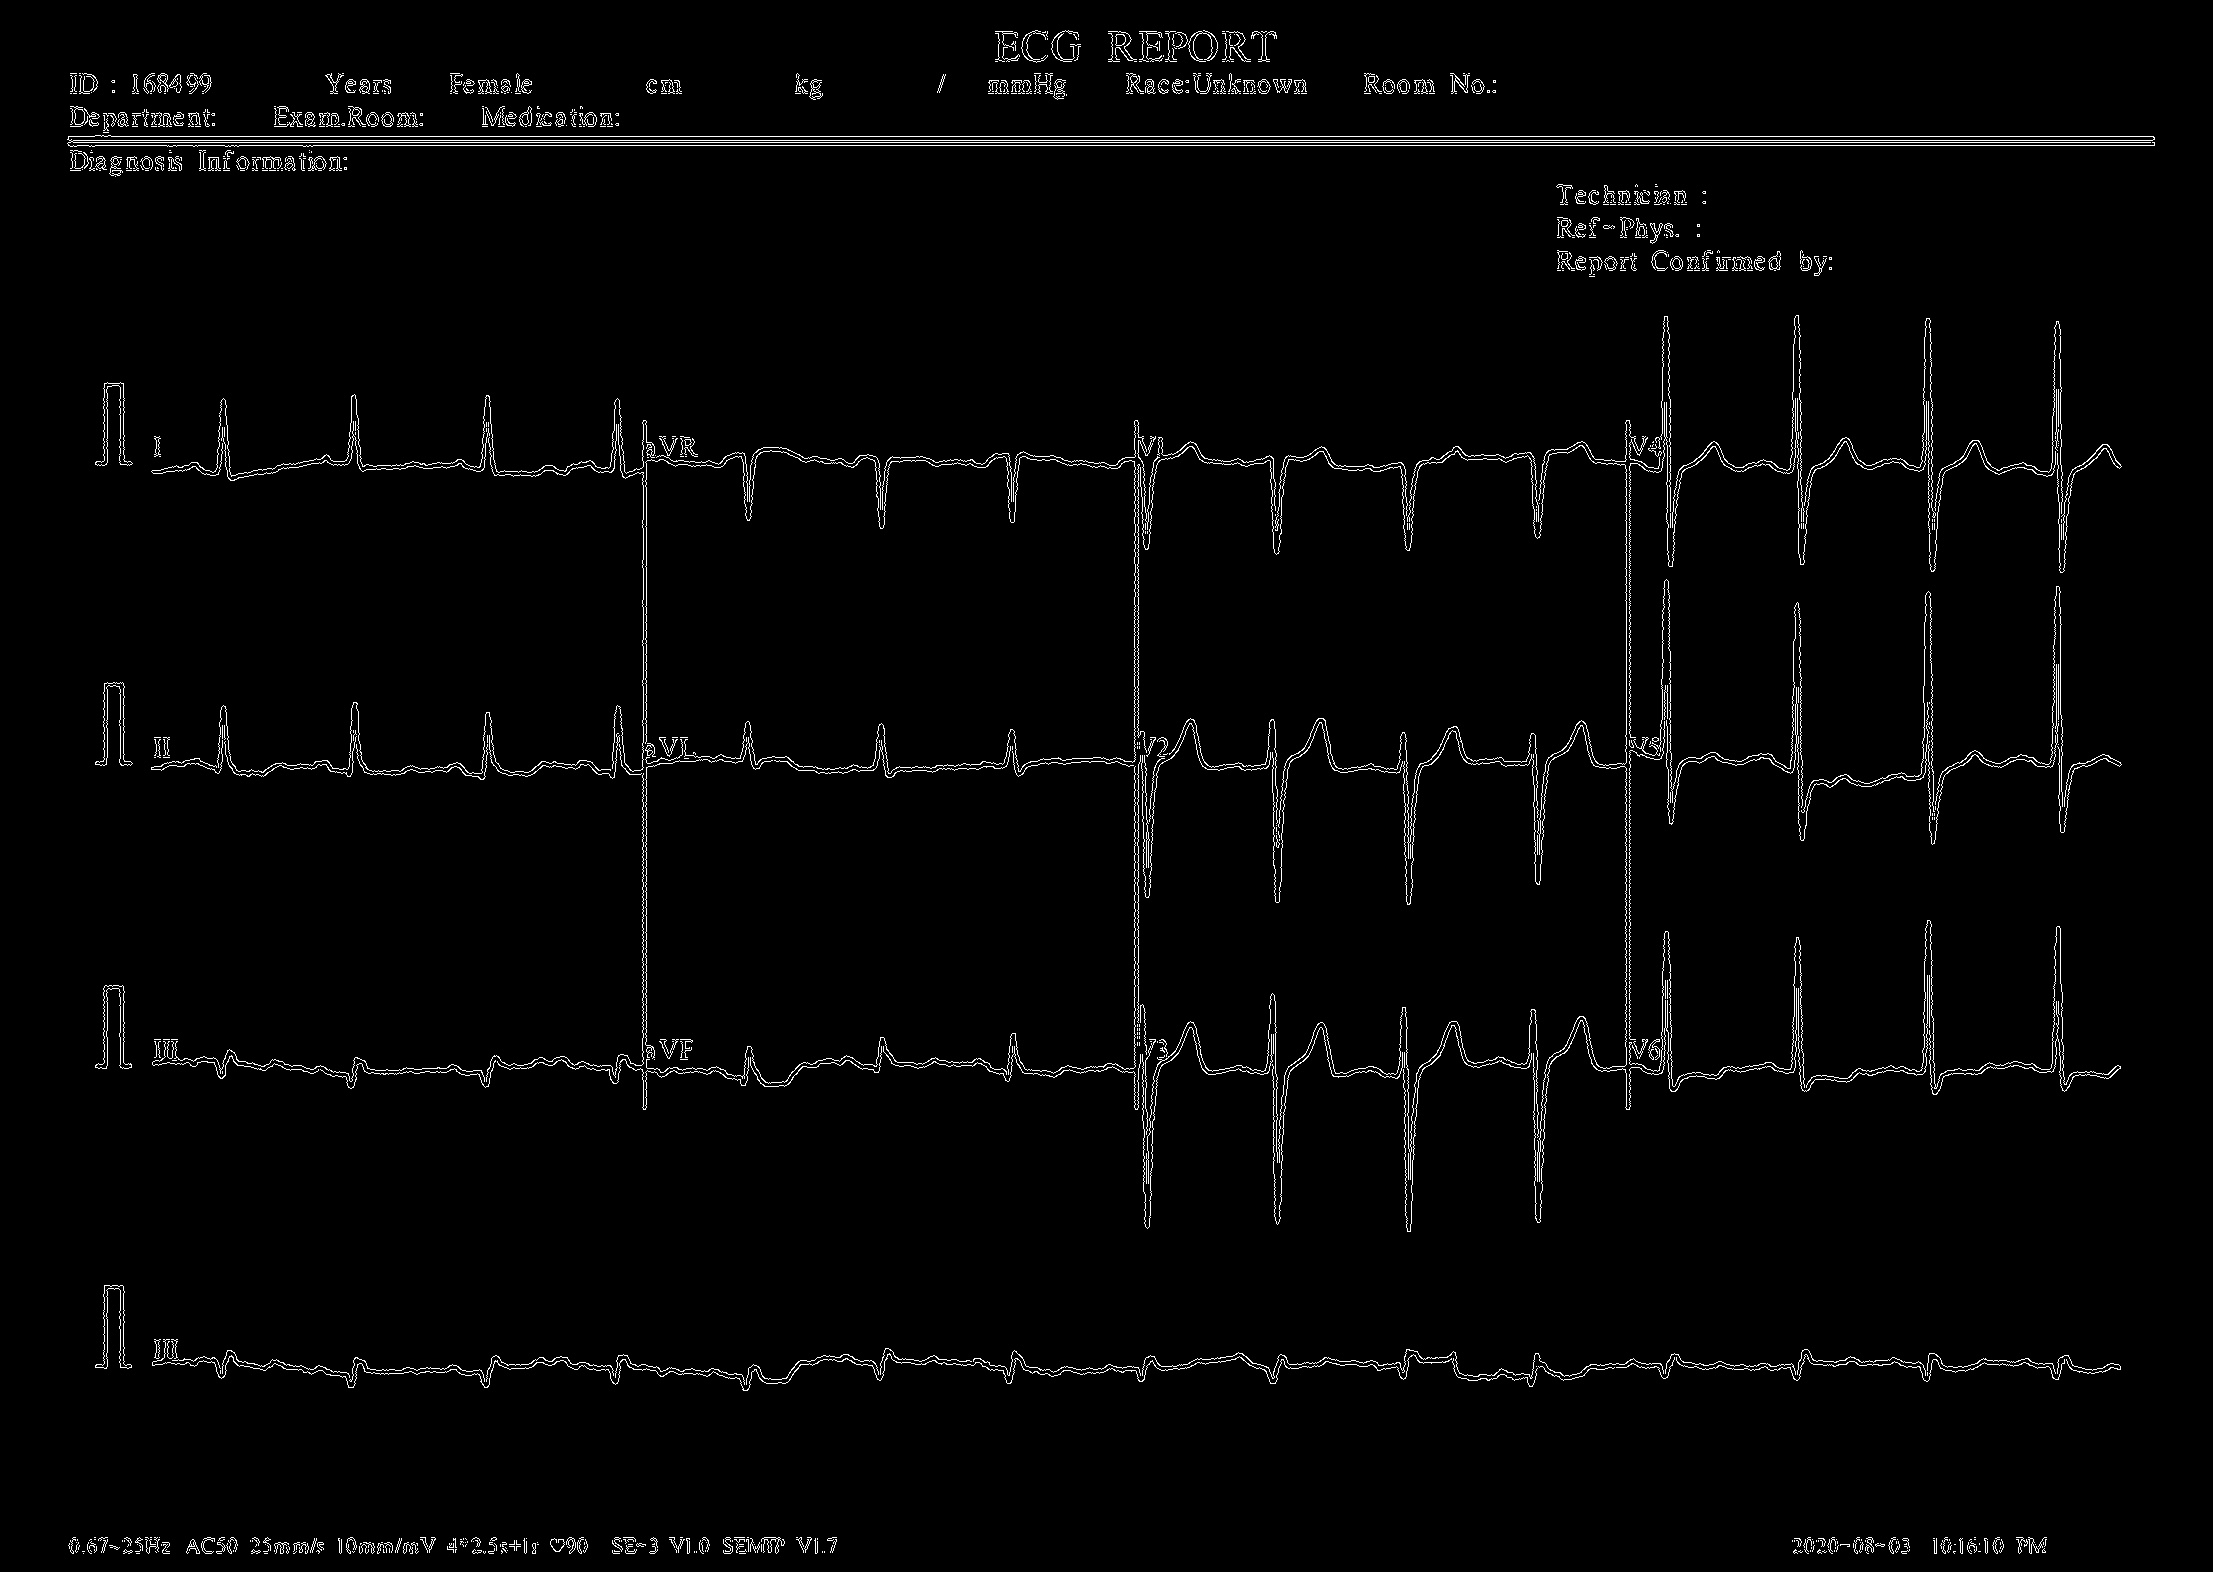 ECG REPORT
ID : 168499 Years Female cm kg / mmHg Race:Unknown Room No.:
Department: Exam.Room: Medication:
Diagnosis Information:
Technician :
Ref-Phys. :
Report Confirmed by:
I aVR V1 V4
II aVL V2 V5
III aVF V3 V6
III
0.67~25Hz AC50 25mm/s 10mm/mV 4*2.5s+1r ♡90 SE-3 V1.0 SEMIP V1.7
2020-08-03 10:16:10 PM